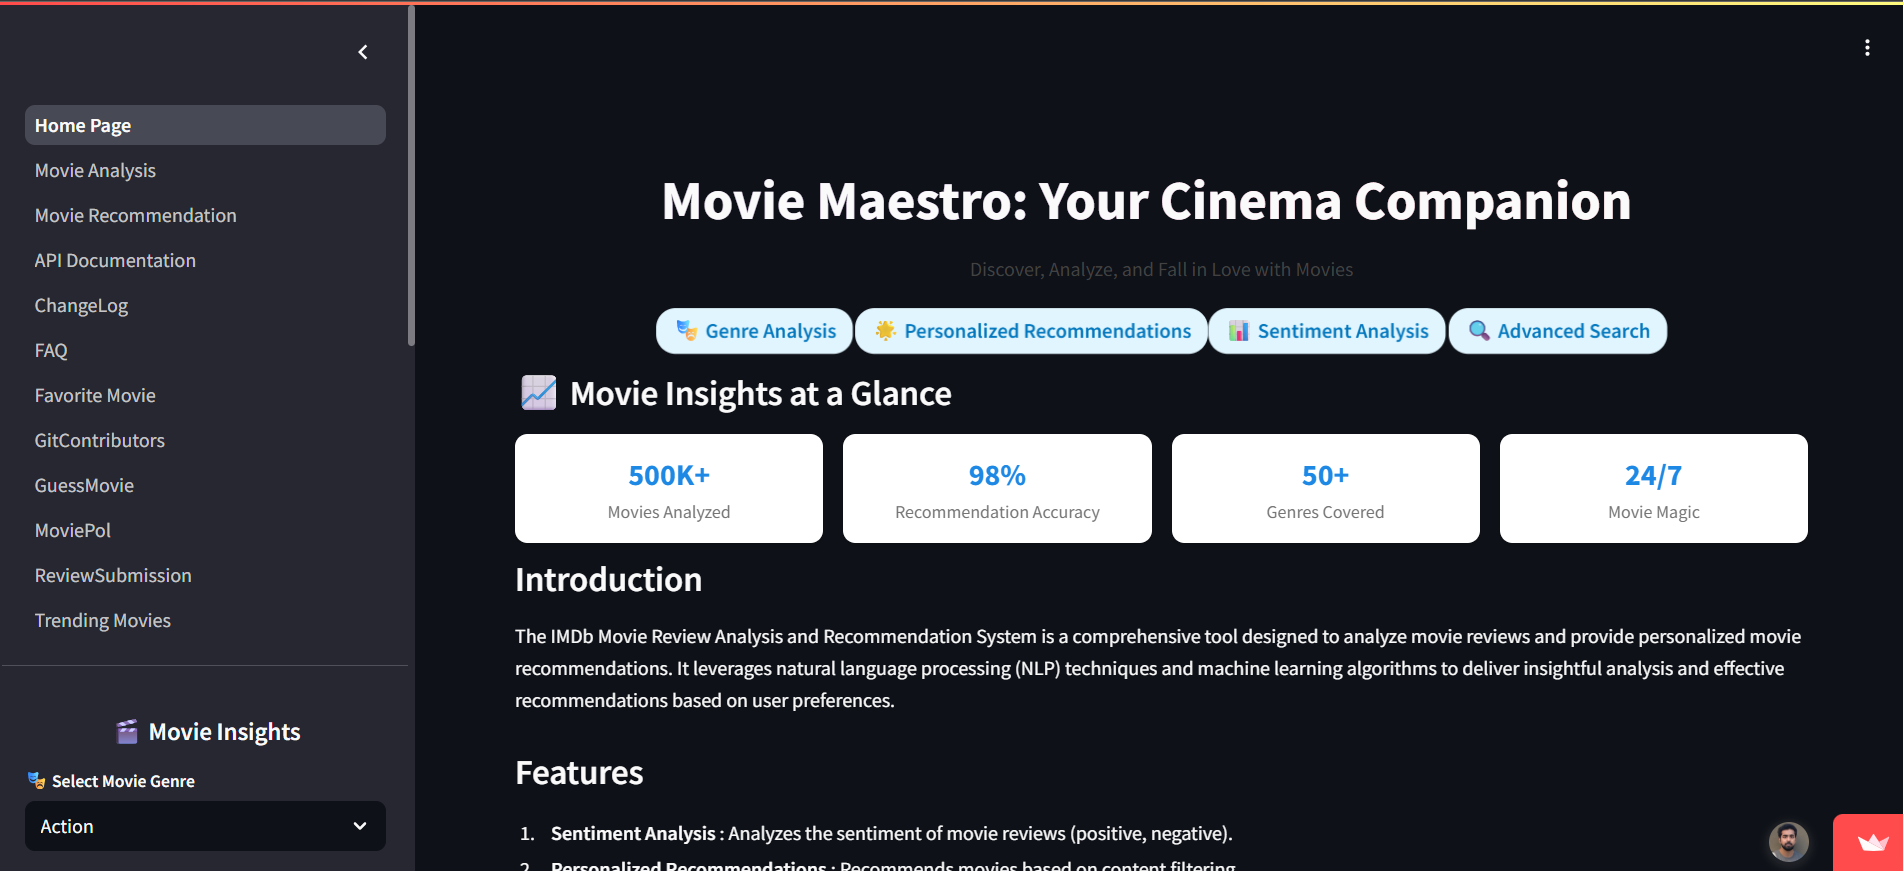 Home Page
Movie Analysis
Movie Recommendation
API Documentation
ChangeLog
FAQ
Favorite Movie
GitContributors
GuessMovie
MoviePol
ReviewSubmission
Trending Movies
Movie Insights
Select Movie Genre
Action
Movie Maestro: Your Cinema Companion
Discover, Analyze, and Fall in Love with Movies
Genre Analysis
Personalized Recommendations
Sentiment Analysis
Advanced Search
Movie Insights at a Glance
500K+
Movies Analyzed
98%
Recommendation Accuracy
50+
Genres Covered
24/7
Movie Magic
Introduction
The IMDb Movie Review Analysis and Recommendation System is a comprehensive tool designed to analyze movie reviews and provide personalized movie
recommendations. It leverages natural language processing (NLP) techniques and machine learning algorithms to deliver insightful analysis and effective
recommendations based on user preferences.
Features
1. Sentiment Analysis : Analyzes the sentiment of movie reviews (positive, negative).
2. Personalized Recommendations : Recommends movies based on content filtering